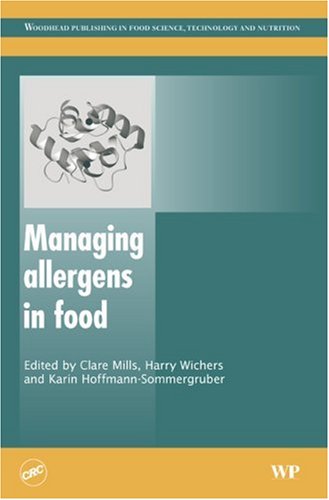 WOODHEAD PUBLISHING IN FOOD SCIENCE, TECHNOLOGY AND NUTRITION
Managing
allergens
in food
Edited by Clare Mills, Harry Wichers
and Karin Hoffmann-Sommergruber
CRC
WP